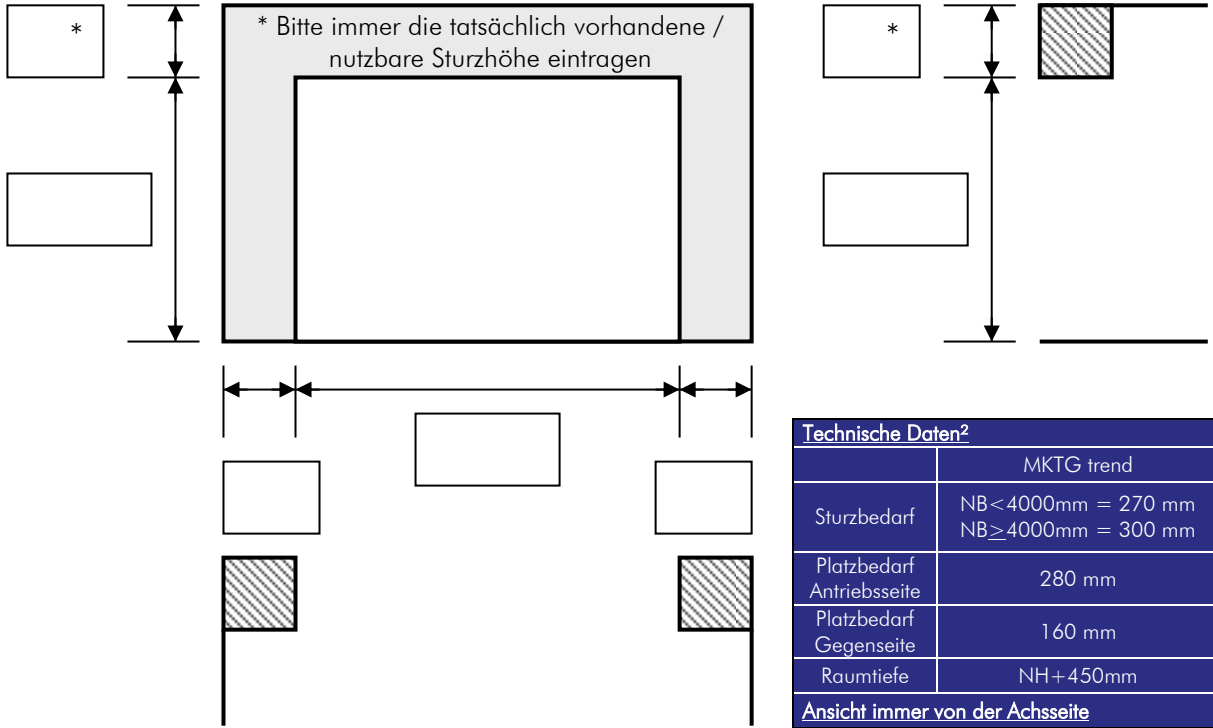 *
* Bitte immer die tatsächlich vorhandene /
nutzbare Sturzhöhe eintragen
*
Technische Daten²
MKTG trend
Sturzbedarf
NB<4000mm = 270 mm
NB≥4000mm = 300 mm
Platzbedarf
Antriebsseite
280 mm
Platzbedarf
Gegenseite
160 mm
Raumtiefe
NH+450mm
Ansicht immer von der Achsseite